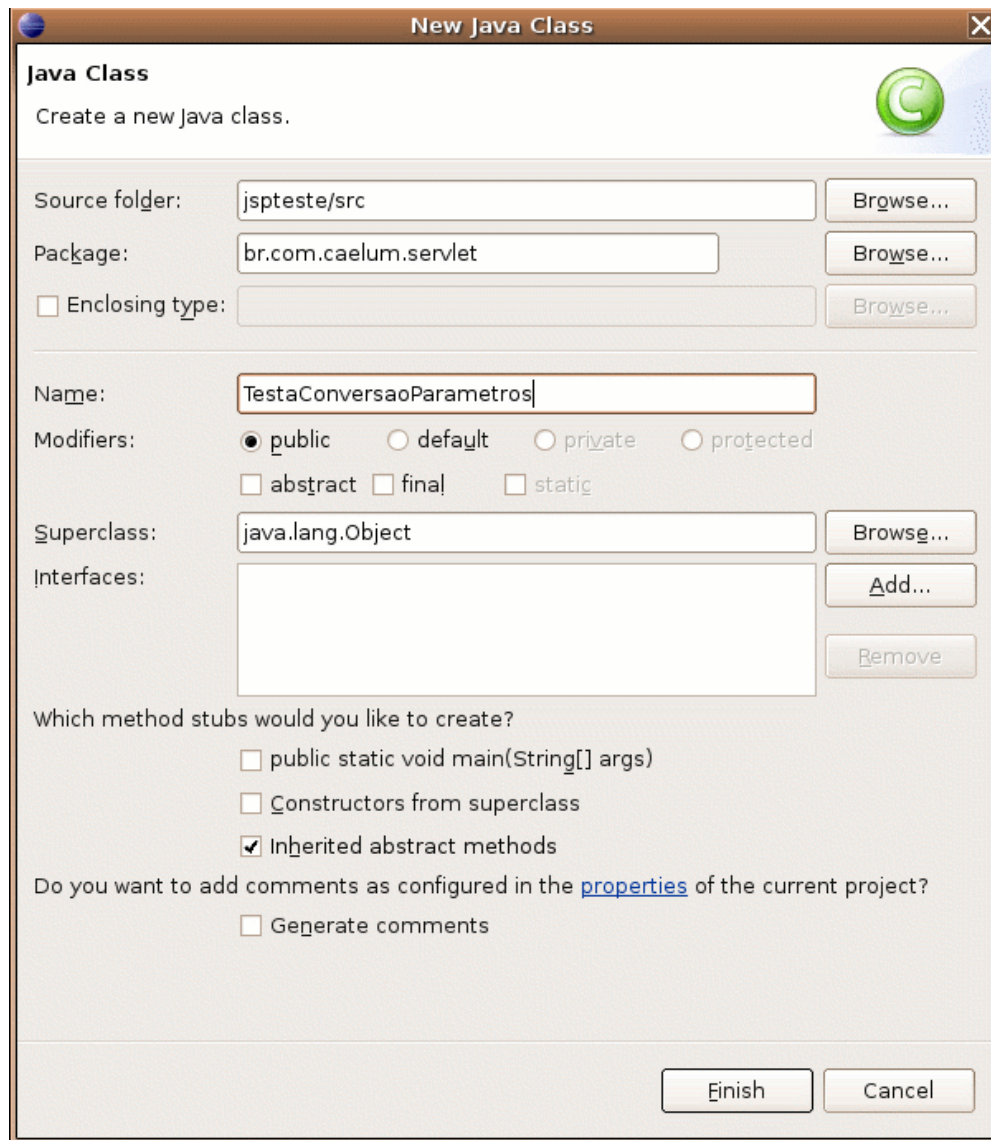 New Java Class
Java Class
Create a new Java class.
C
Source folder: jspteste/src Browse...
Package: br.com.caelum.servlet Browse...
Enclosing type: Browse...
Name: TestaConversaoParametros
Modifiers: public default private protected
abstract final static
Superclass: java.lang.Object Browse...
Interfaces: Add...
Remove
Which method stubs would you like to create?
public static void main(String[] args)
Constructors from superclass
Inherited abstract methods
Do you want to add comments as configured in the properties of the current project?
Generate comments
Finish Cancel